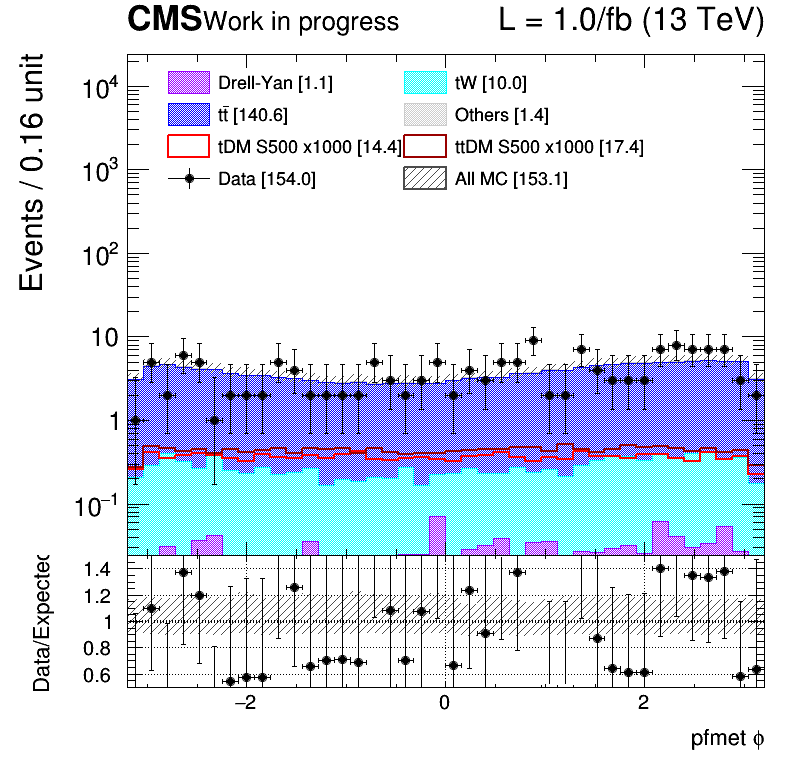 CMS Work in progress L = 1.0/fb (13 TeV)
Events / 0.16 unit
Drell-Yan [1.1] tW [10.0]
tt̄ [140.6] Others [1.4]
tDM S500 x1000 [14.4] ttDM S500 x1000 [17.4]
Data [154.0] All MC [153.1]
10⁴
10³
10²
10
1
10⁻¹
Data/Expected
1.4
1.2
1
0.8
0.6
−2 0 2
pfmet ϕ